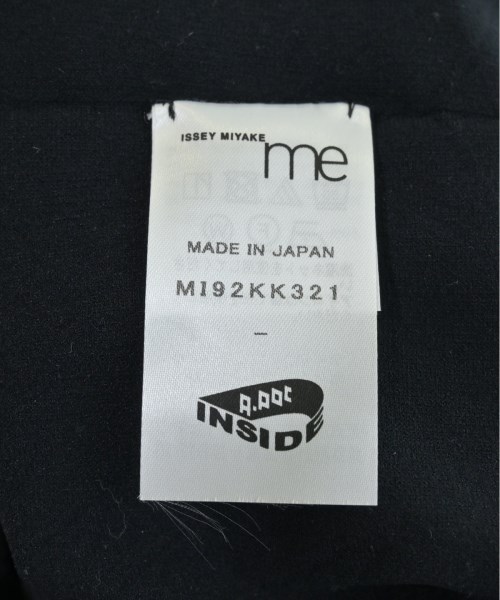 ISSEY MIYAKE
me
MADE IN JAPAN
MI92KK321
–
A.POC
INSIDE